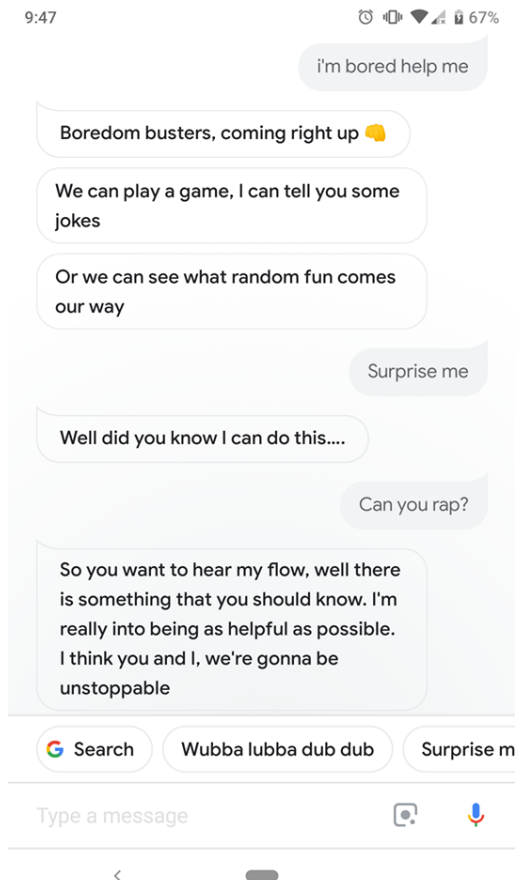 9:47 67%
i'm bored help me
Boredom busters, coming right up 👊
We can play a game, I can tell you some
jokes
Or we can see what random fun comes
our way
Surprise me
Well did you know I can do this....
Can you rap?
So you want to hear my flow, well there
is something that you should know. I'm
really into being as helpful as possible.
I think you and I, we're gonna be
unstoppable
Search Wubba lubba dub dub Surprise m
Type a message